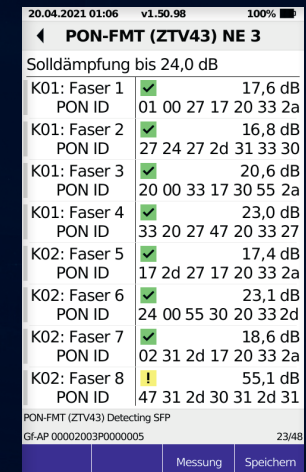 20.04.2021 01:06 v1.50.98 100%
PON-FMT (ZTV43) NE 3
Solldämpfung bis 24,0 dB
K01: Faser 1 17,6 dB
PON ID 01 00 27 17 20 33 2a
K01: Faser 2 16,8 dB
PON ID 27 24 27 2d 31 33 30
K01: Faser 3 20,6 dB
PON ID 20 00 33 17 30 55 2a
K01: Faser 4 23,0 dB
PON ID 33 20 27 47 20 33 27
K02: Faser 5 17,4 dB
PON ID 17 2d 27 17 20 33 2a
K02: Faser 6 23,1 dB
PON ID 24 00 55 30 20 33 2d
K02: Faser 7 18,6 dB
PON ID 02 31 2d 17 20 33 2a
K02: Faser 8 ! 55,1 dB
PON ID 47 31 2d 30 31 2d 31
PON-FMT (ZTV43) Detecting SFP
Gf-AP 00002003P0000005 23/48
Messung Speichern